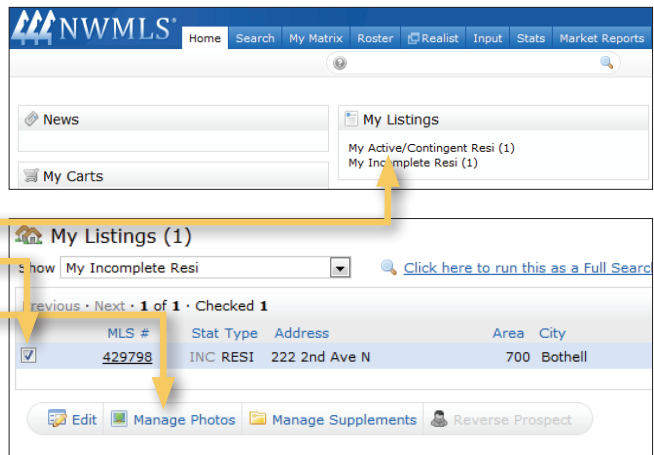 NWMLS®
Home Search My Matrix Roster Realist Input Stats Market Reports
News
My Listings
My Active/Contingent Resi (1)
My Incomplete Resi (1)
My Carts
My Listings (1)
Show My Incomplete Resi
Click here to run this as a Full Searc
Previous · Next · 1 of 1 · Checked 1
MLS # Stat Type Address Area City
429798 INC RESI 222 2nd Ave N 700 Bothell
Edit Manage Photos Manage Supplements Reverse Prospect